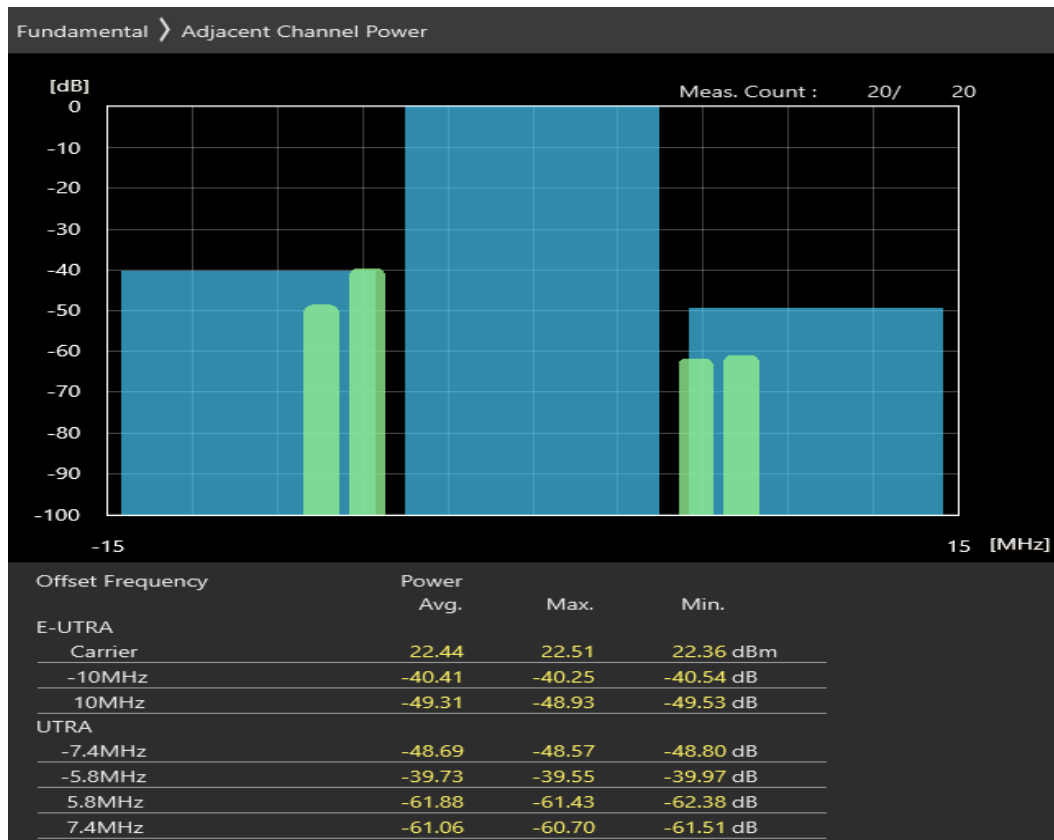 Fundamental 〉 Adjacent Channel Power
[dB]
Meas. Count : 20/ 20
0
-10
-20
-30
-40
-50
-60
-70
-80
-90
-100
-15 15 [MHz]
Offset Frequency Power
Avg. Max. Min.
E-UTRA
Carrier 22.44 22.51 22.36 dBm
-10MHz -40.41 -40.25 -40.54 dB
10MHz -49.31 -48.93 -49.53 dB
UTRA
-7.4MHz -48.69 -48.57 -48.80 dB
-5.8MHz -39.73 -39.55 -39.97 dB
5.8MHz -61.88 -61.43 -62.38 dB
7.4MHz -61.06 -60.70 -61.51 dB